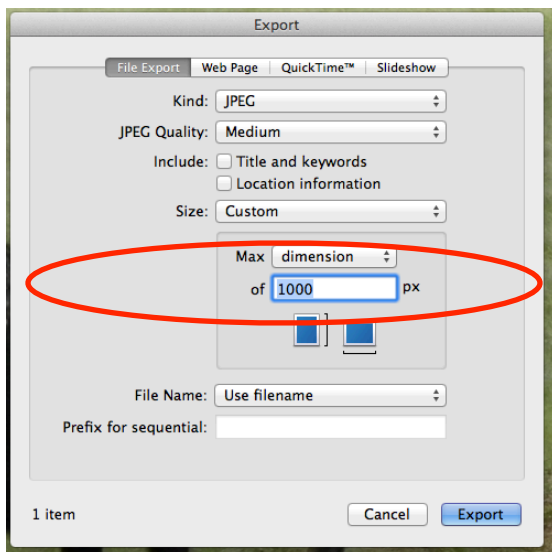 Export
File Export Web Page QuickTime™ Slideshow
Kind: JPEG
JPEG Quality: Medium
Include: Title and keywords
Location information
Size: Custom
Max dimension
of 1000 px
File Name: Use filename
Prefix for sequential:
1 item Cancel Export